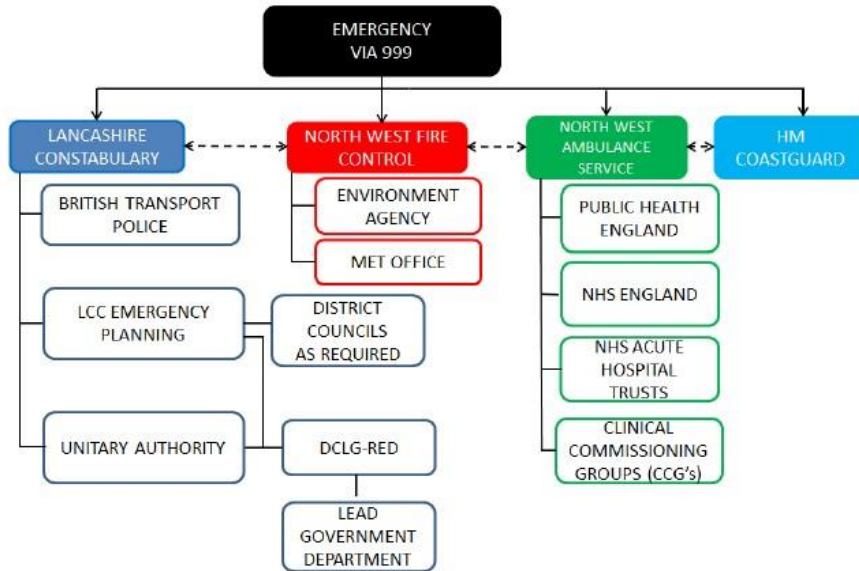 EMERGENCY
VIA 999
LANCASHIRE
CONSTABULARY
NORTH WEST FIRE
CONTROL
NORTH WEST
AMBULANCE
SERVICE
HM
COASTGUARD
BRITISH TRANSPORT
POLICE
ENVIRONMENT
AGENCY
MET OFFICE
PUBLIC HEALTH
ENGLAND
LCC EMERGENCY
PLANNING
DISTRICT
COUNCILS
AS REQUIRED
NHS ENGLAND
NHS ACUTE
HOSPITAL
TRUSTS
UNITARY AUTHORITY
DCLG-RED
CLINICAL
COMMISSIONING
GROUPS (CCG's)
LEAD
GOVERNMENT
DEPARTMENT